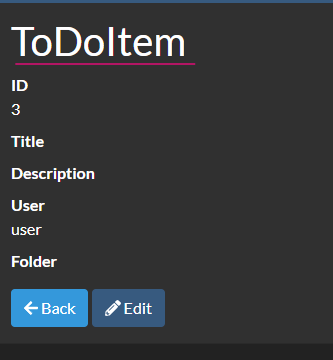 ToDoItem
ID
3
Title
Description
User
user
Folder
Back Edit